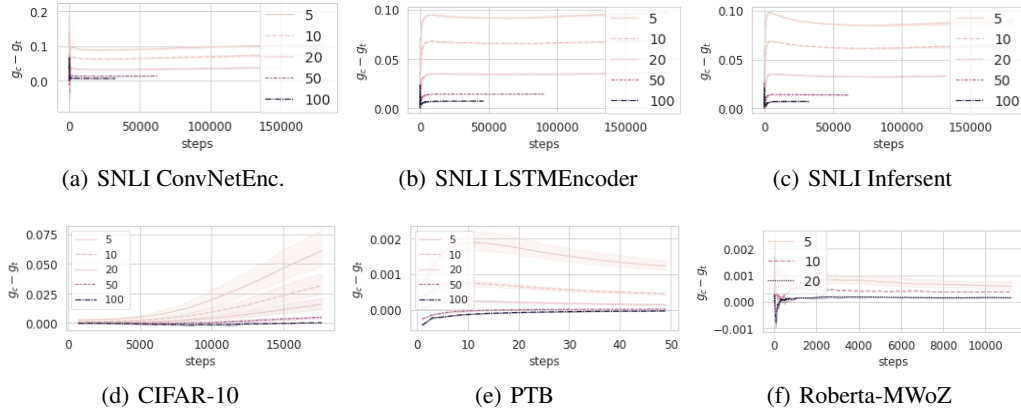 g_c − g_t
0.2
0.1
0.0
0 50000 100000 150000
steps
5
10
20
50
100
(a) SNLI ConvNetEnc.
g_c − g_t
0.10
0.05
0.00
0 50000 100000 150000
steps
5
10
20
50
100
(b) SNLI LSTMEncoder
g_c − g_t
0.10
0.05
0.00
0 50000 100000 150000
steps
5
10
20
50
100
(c) SNLI Infersent
g_c − g_t
0.075
0.050
0.025
0.000
0 5000 10000 15000
steps
5
10
20
50
100
(d) CIFAR-10
g_c − g_t
0.002
0.001
0.000
0 10 20 30 40 50
steps
5
10
20
50
100
(e) PTB
g_c − g_t
0.002
0.001
0.000
−0.001
0 2000 4000 6000 8000 10000
steps
5
10
20
(f) Roberta-MWoZ